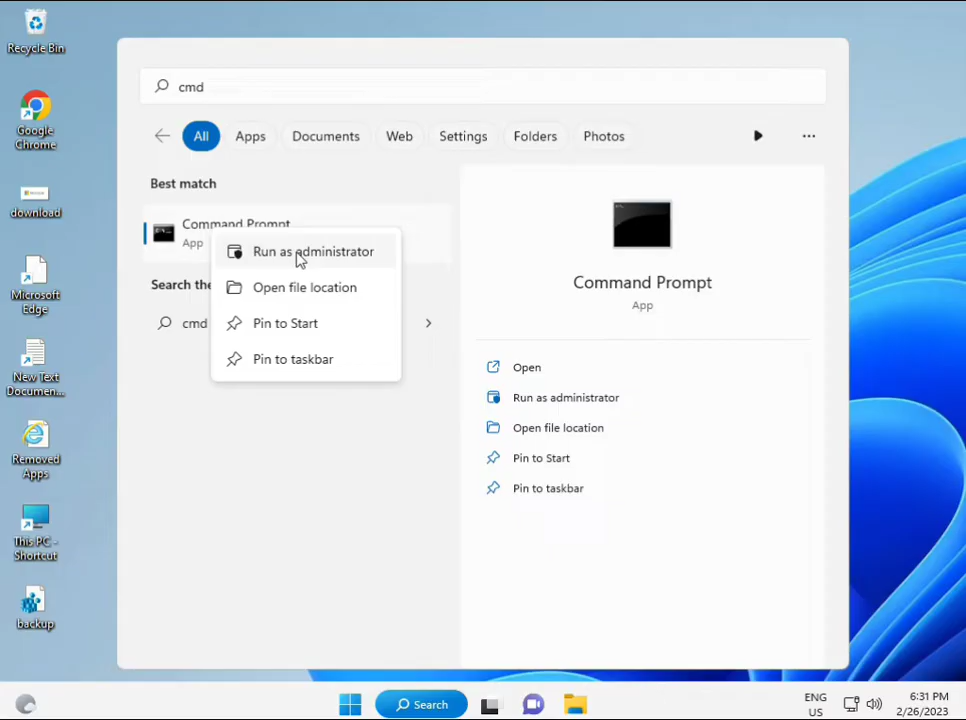 Recycle Bin
Google
Chrome
download
Microsoft
Edge
New Text
Documen...
Removed
Apps
This PC -
Shortcut
backup
cmd
All
Apps
Documents
Web
Settings
Folders
Photos
Best match
Command Prompt
App
Run as administrator
Open file location
Pin to Start
Pin to taskbar
Search the
cmd
Command Prompt
App
Open
Run as administrator
Open file location
Pin to Start
Pin to taskbar
Search
ENG
US
6:31 PM
2/26/2023